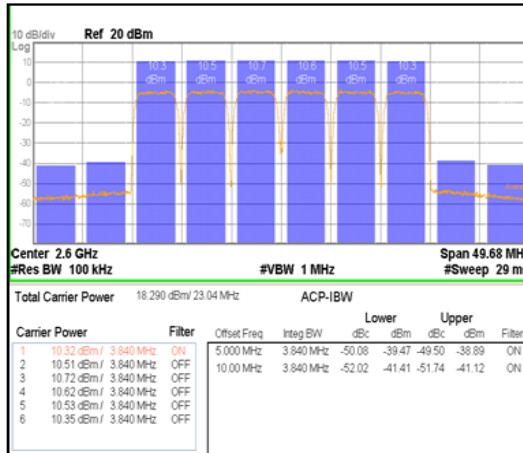 10 dB/div Ref 20 dBm
Log
10
0
-10
-20
-30
-40
-50
-60
-70
10.3 dBm 10.5 dBm 10.7 dBm 10.6 dBm 10.5 dBm 10.3 dBm
Center 2.6 GHz Span 49.68 MH
#Res BW 100 kHz #VBW 1 MHz #Sweep 29 m
Total Carrier Power 18.290 dBm/ 23.04 MHz ACP-IBW
Lower Upper
Carrier Power Filter Offset Freq Integ BW dBc dBm dBc dBm Filter
1 10.32 dBm / 3.840 MHz ON 5.000 MHz 3.840 MHz -50.08 -39.47 -49.50 -38.89 ON
2 10.51 dBm / 3.840 MHz OFF 10.00 MHz 3.840 MHz -52.02 -41.41 -51.74 -41.12 ON
3 10.72 dBm / 3.840 MHz OFF
4 10.62 dBm / 3.840 MHz OFF
5 10.53 dBm / 3.840 MHz OFF
6 10.35 dBm / 3.840 MHz OFF